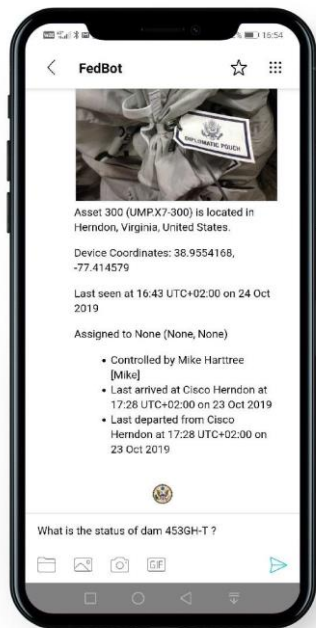 16:54
FedBot
DIPLOMATIC POUCH
Asset 300 (UMP.X7-300) is located in
Herndon, Virginia, United States.
Device Coordinates: 38.9554168,
-77.414579
Last seen at 16:43 UTC+02:00 on 24 Oct
2019
Assigned to None (None, None)
• Controlled by Mike Harttree
[Mike]
• Last arrived at Cisco Herndon at
17:28 UTC+02:00 on 23 Oct 2019
• Last departed from Cisco
Herndon at 17:28 UTC+02:00 on
23 Oct 2019
What is the status of dam 453GH-T ?
GIF